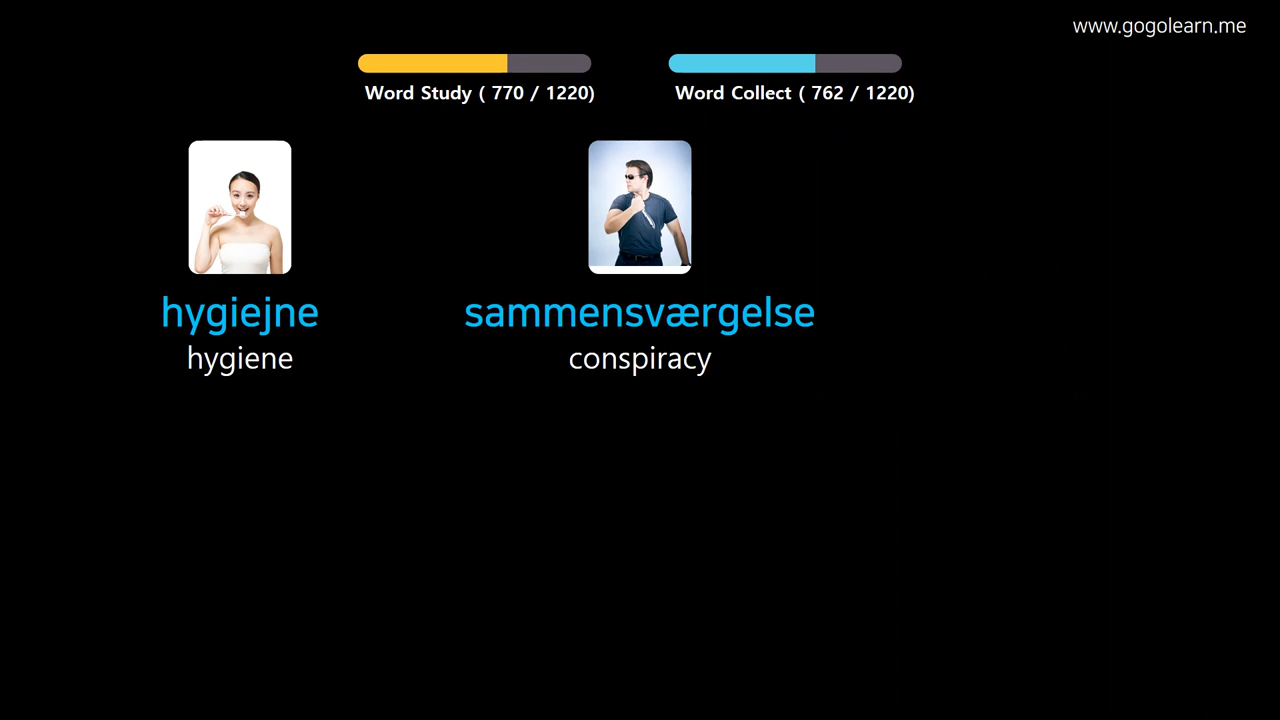 www.gogolearn.me
Word Study ( 770 / 1220)
Word Collect ( 762 / 1220)
hygiejne
hygiene
sammensværgelse
conspiracy